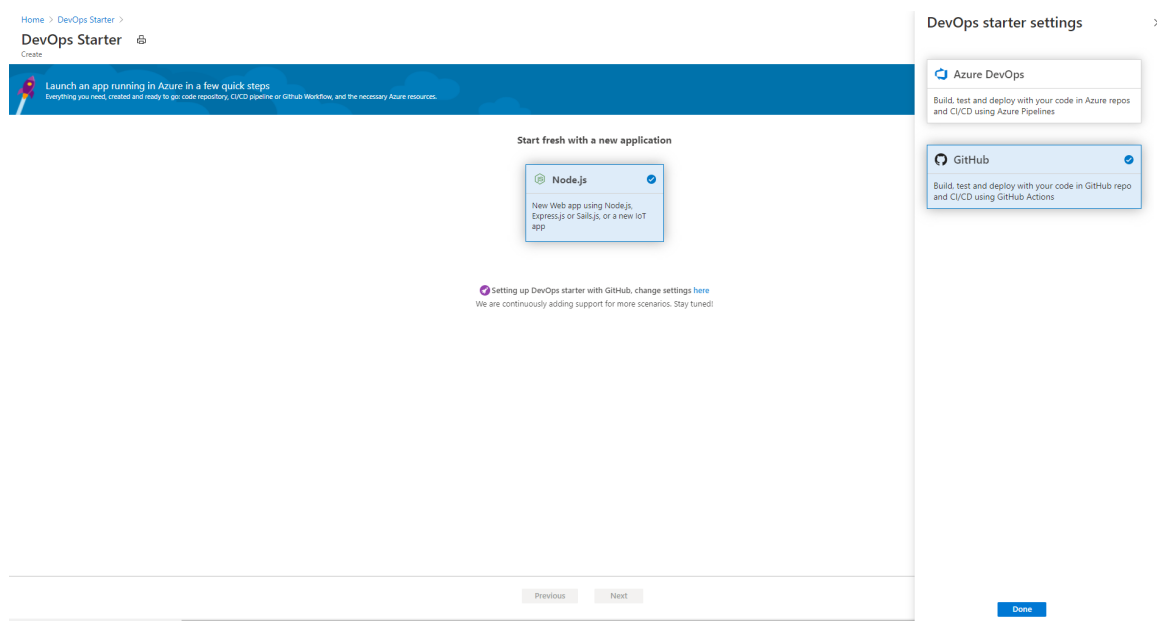 Home > DevOps Starter >
DevOps Starter
Create
Launch an app running in Azure in a few quick steps
Everything you need, created and ready to go: code repository, CI/CD pipeline or Github Workflow, and the necessary Azure resources.
Start fresh with a new application
Node.js
New Web app using Node.js,
Express.js or Sails.js, or a new IoT
app
Setting up DevOps starter with GitHub, change settings here
We are continuously adding support for more scenarios. Stay tuned!
Previous
Next
DevOps starter settings
Azure DevOps
Build, test and deploy with your code in Azure repos
and CI/CD using Azure Pipelines
GitHub
Build, test and deploy with your code in GitHub repo
and CI/CD using GitHub Actions
Done